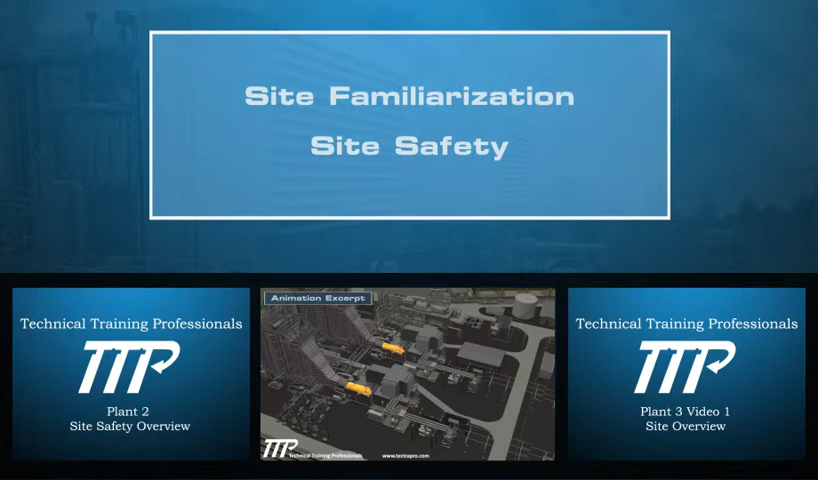 Site Familiarization
Site Safety
Technical Training Professionals
TTP
Plant 2
Site Safety Overview
Animation Excerpt
TTP
Technical Training Professionals
www.textrapro.com
Technical Training Professionals
TTP
Plant 3 Video 1
Site Overview